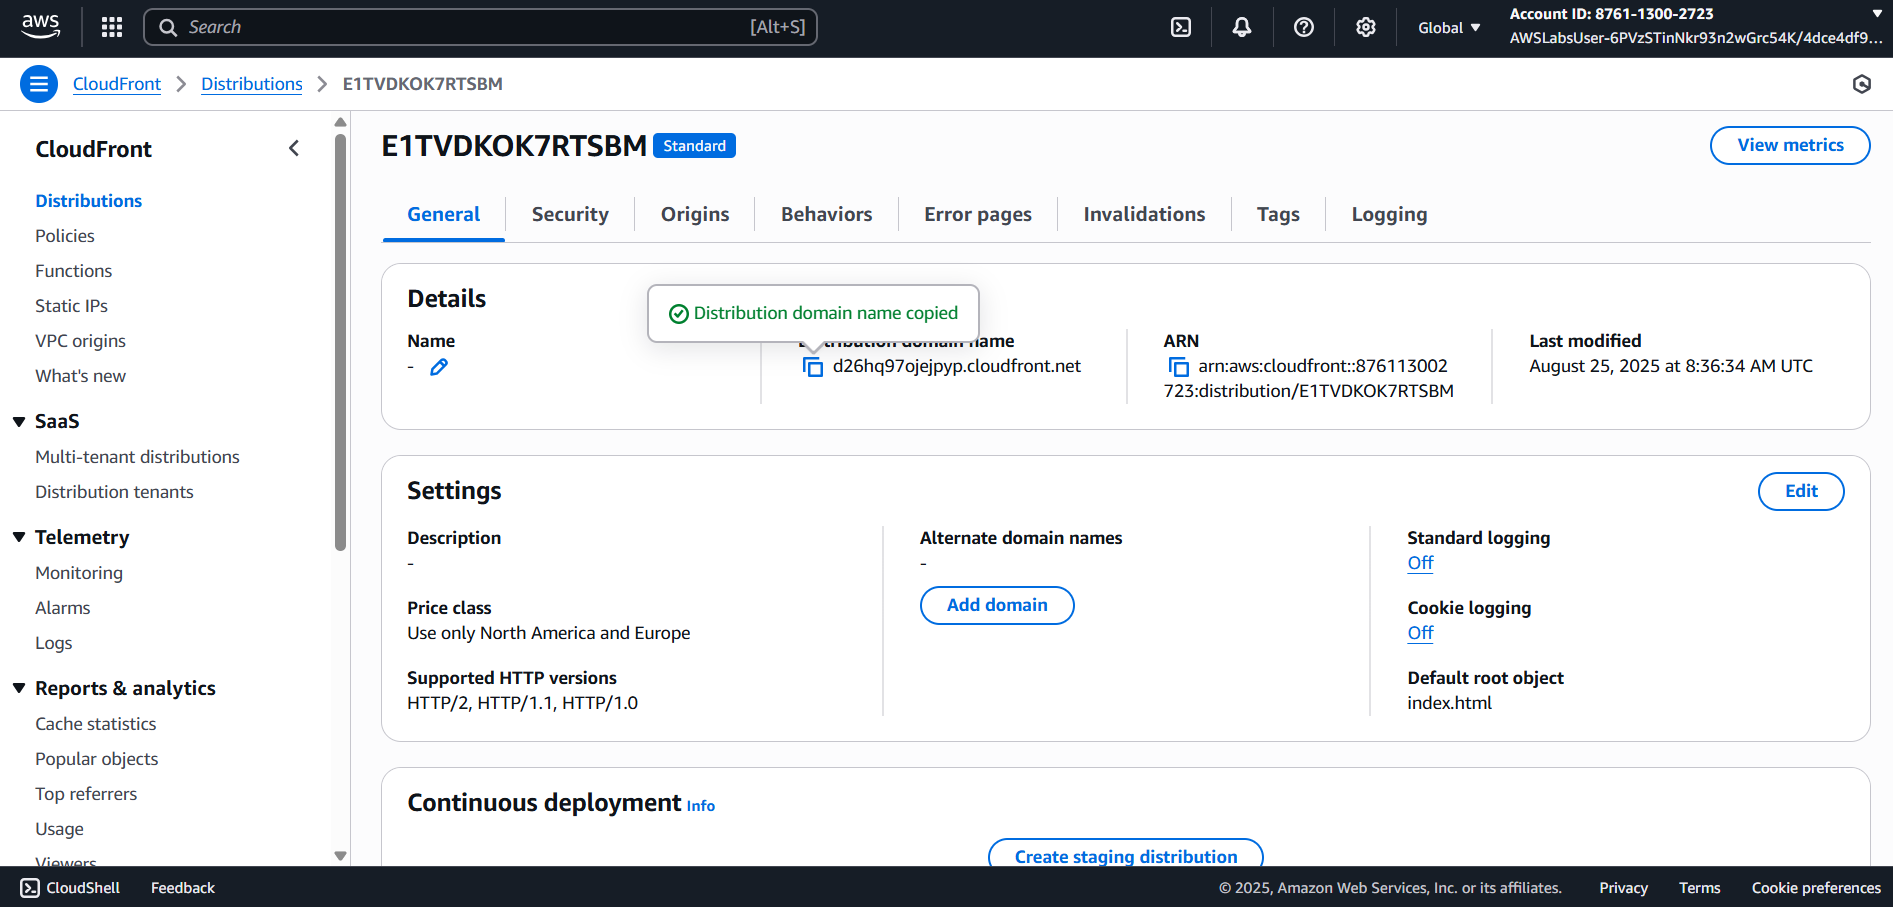 aws
Search [Alt+S]
Global
Account ID: 8761-1300-2723
AWSLabsUser-6PVzSTinNkr93n2wGrc54K/4dce4df9...
CloudFront
Distributions
E1TVDKOK7RTSBM
CloudFront
Distributions
Policies
Functions
Static IPs
VPC origins
What's new
SaaS
Multi-tenant distributions
Distribution tenants
Telemetry
Monitoring
Alarms
Logs
Reports & analytics
Cache statistics
Popular objects
Top referrers
Usage
Viewers
E1TVDKOK7RTSBM Standard
View metrics
General
Security
Origins
Behaviors
Error pages
Invalidations
Tags
Logging
Details
Distribution domain name copied
Name
-
name
d26hq97ojejpyp.cloudfront.net
ARN
arn:aws:cloudfront::876113002
723:distribution/E1TVDKOK7RTSBM
Last modified
August 25, 2025 at 8:36:34 AM UTC
Settings
Edit
Description
-
Price class
Use only North America and Europe
Supported HTTP versions
HTTP/2, HTTP/1.1, HTTP/1.0
Alternate domain names
-
Add domain
Standard logging
Off
Cookie logging
Off
Default root object
index.html
Continuous deployment Info
Create staging distribution
CloudShell
Feedback
© 2025, Amazon Web Services, Inc. or its affiliates.
Privacy
Terms
Cookie preferences